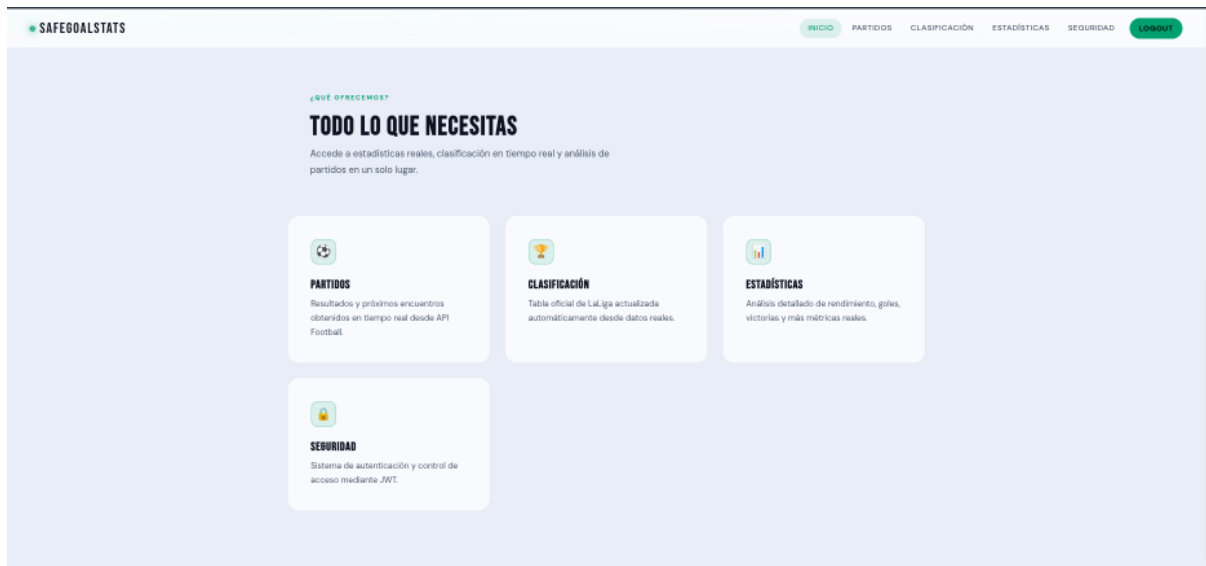 SAFEGOALSTATS
INICIO PARTIDOS CLASIFICACIÓN ESTADÍSTICAS SEGURIDAD LOGOUT
¿QUÉ OFRECEMOS?
TODO LO QUE NECESITAS
Accede a estadísticas reales, clasificación en tiempo real y análisis de
partidos en un solo lugar.
PARTIDOS
Resultados y próximos encuentros
obtenidos en tiempo real desde API
Football.
CLASIFICACIÓN
Tabla oficial de LaLiga actualizada
automáticamente desde datos reales.
ESTADÍSTICAS
Análisis detallado de rendimiento, goles,
victorias y más métricas reales.
SEGURIDAD
Sistema de autenticación y control de
acceso mediante JWT.